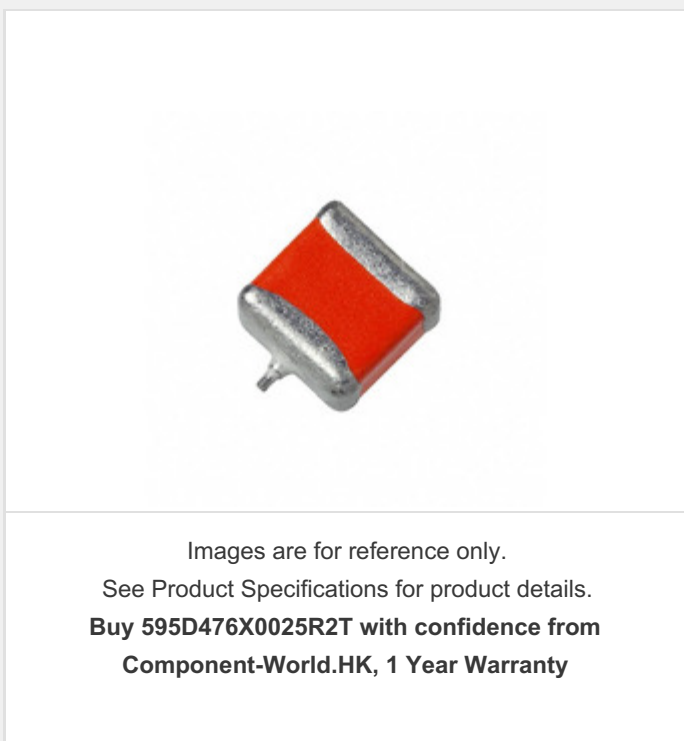 Images are for reference only.
See Product Specifications for product details.
Buy 595D476X0025R2T with confidence from
Component-World.HK, 1 Year Warranty